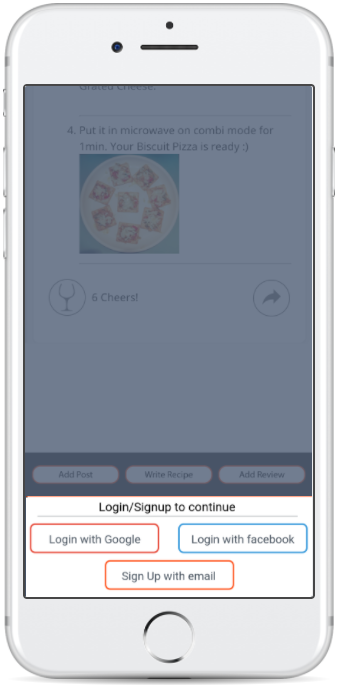 Grated Cheese.
4. Put it in microwave on combi mode for
1min. Your Biscuit Pizza is ready :)
6 Cheers!
Add Post
Write Recipe
Add Review
Login/Signup to continue
Login with Google
Login with facebook
Sign Up with email